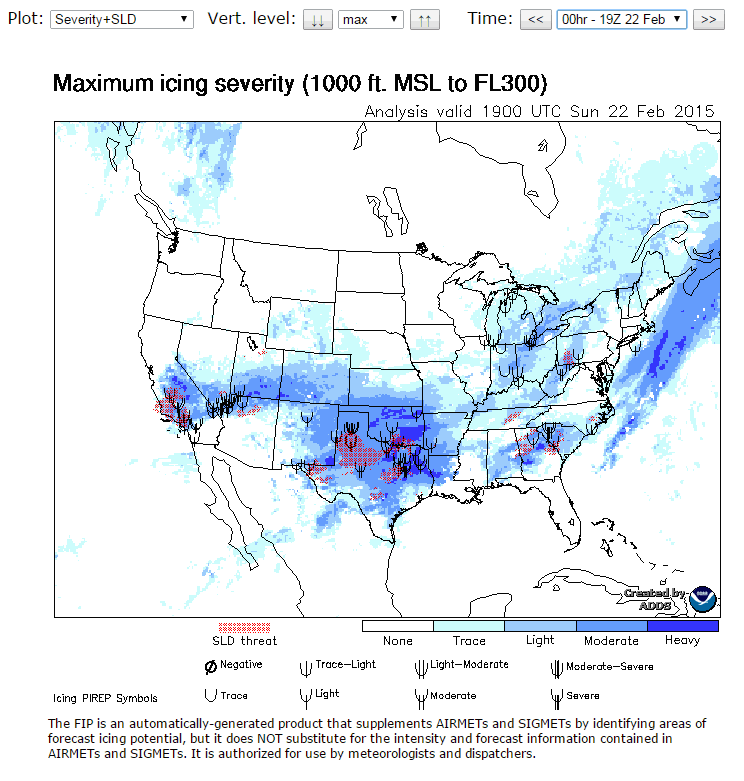 Plot: Severity+SLD Vert. level: ↓↓ max ↑↑ Time: << 00hr - 19Z 22 Feb >>
Maximum icing severity (1000 ft. MSL to FL300)
Analysis valid 1900 UTC Sun 22 Feb 2015
Created by
ADDS
SLD threat
None Trace Light Moderate Heavy
Negative Trace-Light Light-Moderate Moderate-Severe
Icing PIREP Symbols Trace Light Moderate Severe
The FIP is an automatically-generated product that supplements AIRMETs and SIGMETs by identifying areas of
forecast icing potential, but it does NOT substitute for the intensity and forecast information contained in
AIRMETs and SIGMETs. It is authorized for use by meteorologists and dispatchers.